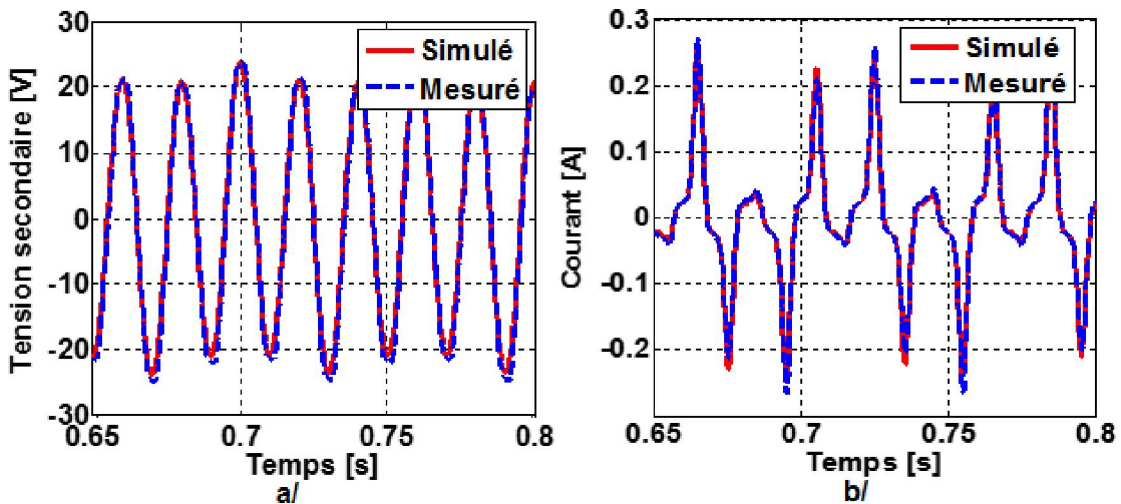 30
20
10
0
-10
-20
-30
Tension secondaire [V]
Simulé
Mesuré
0.65
0.7
0.75
0.8
Temps [s]
a/
0.3
0.2
0.1
0
-0.1
-0.2
Courant [A]
Simulé
Mesuré
0.65
0.7
0.75
0.8
Temps [s]
b/